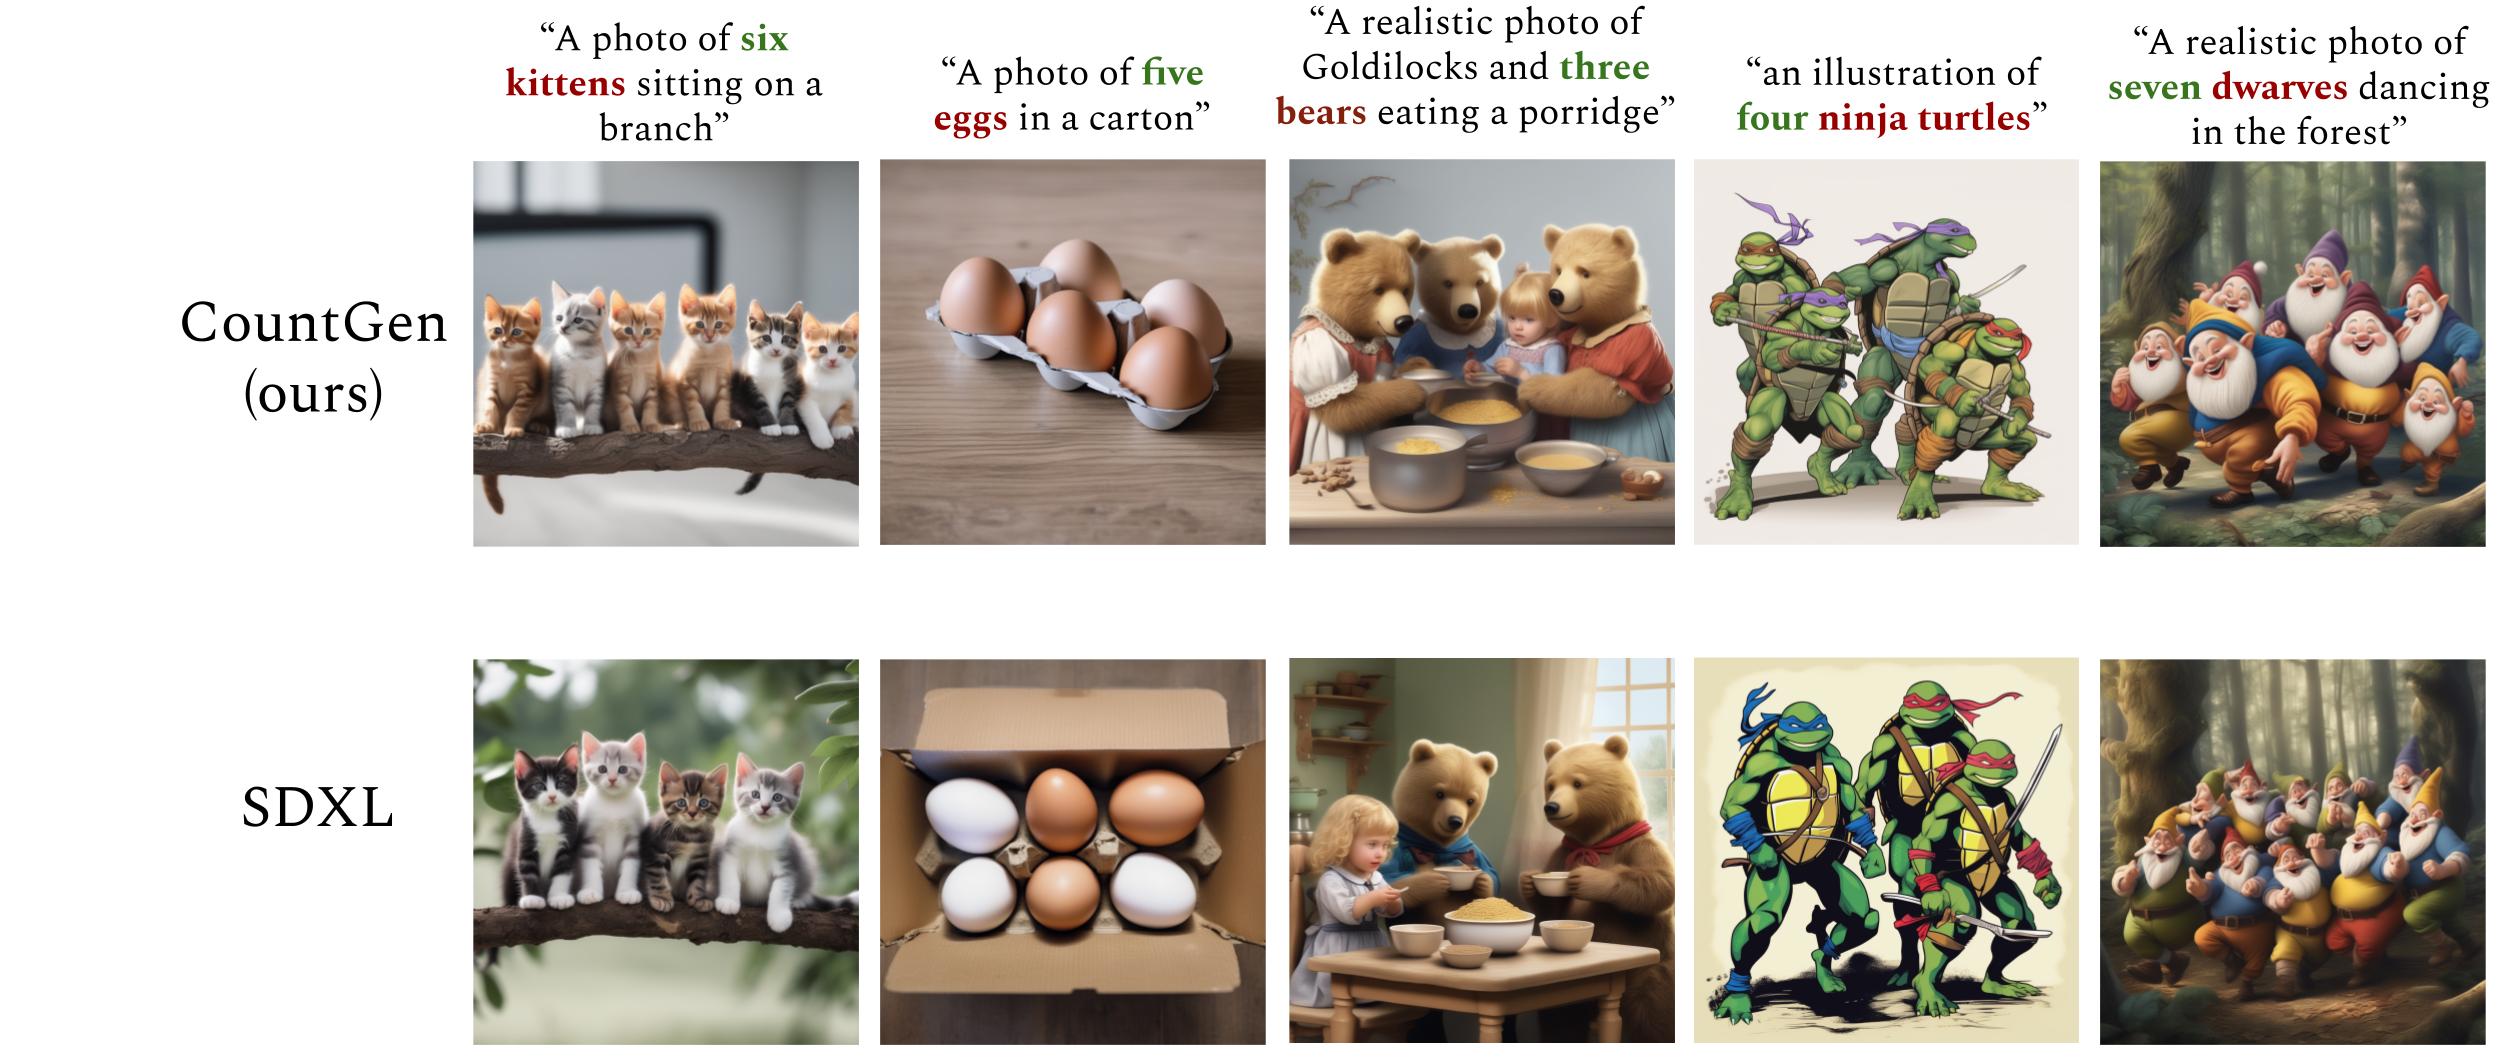 “A photo of six
kittens sitting on a
branch”
“A photo of five
eggs in a carton”
“A realistic photo of
Goldilocks and three
bears eating a porridge”
“an illustration of
four ninja turtles”
“A realistic photo of
seven dwarves dancing
in the forest”
CountGen
(ours)
SDXL